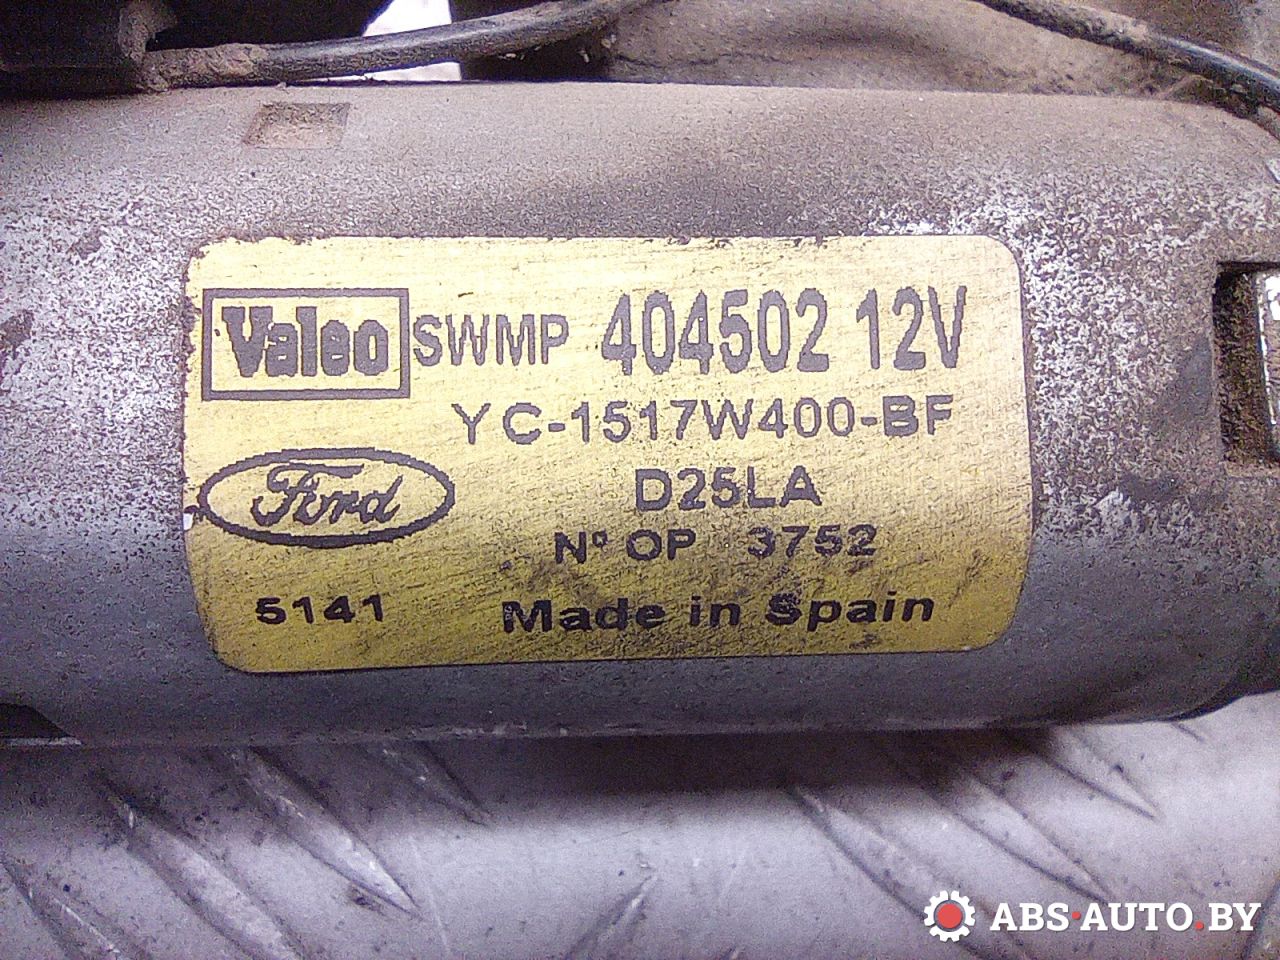 Valeo SWMP 404502 12V
YC-1517W400-BF
Ford D25LA
N° OP 3752
5141 Made in Spain
ABS·AUTO.BY